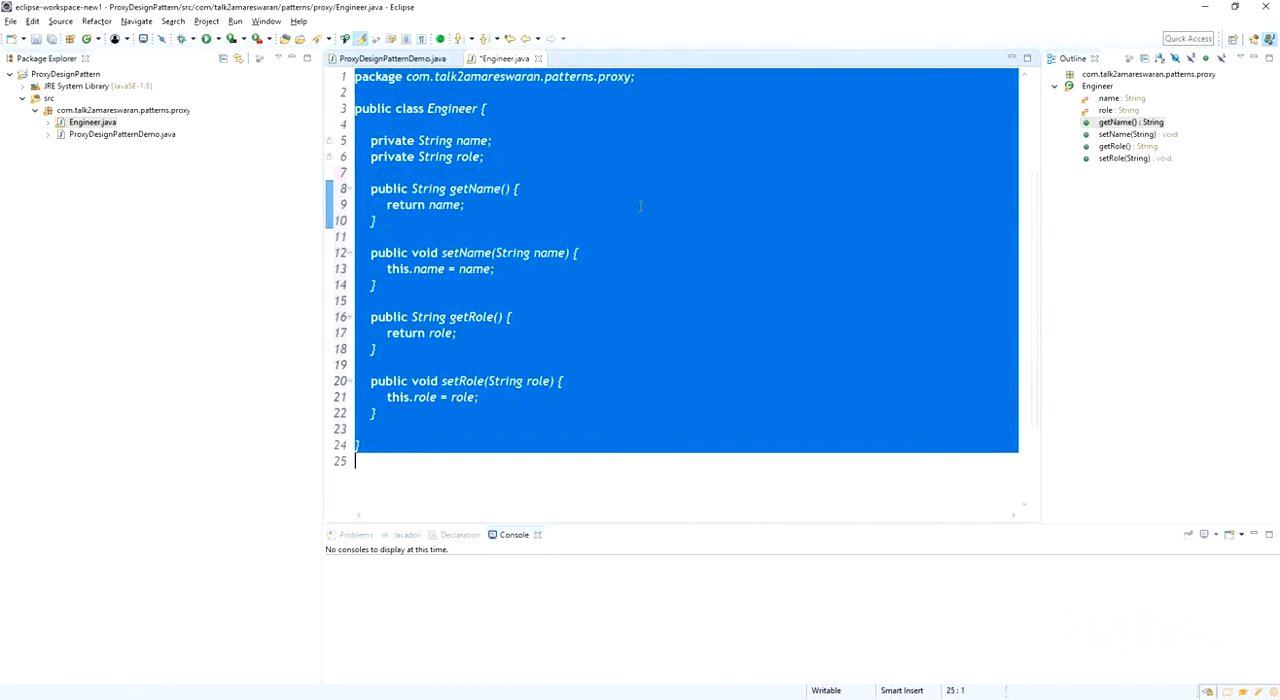 eclipse-workspace-new1 - ProxyDesignPattern/src/com/talk2amareswaran/patterns/proxy/Engineer.java - Eclipse
File Edit Source Refactor Navigate Search Project Run Window Help
Quick Access
Package Explorer
ProxyDesignPattern
JRE System Library [JavaSE-1.8]
src
com.talk2amareswaran.patterns.proxy
Engineer.java
ProxyDesignPatternDemo.java
ProxyDesignPatternDemo.java *Engineer.java
1 package com.talk2amareswaran.patterns.proxy;
2
3 public class Engineer {
4
5 private String name;
6 private String role;
7
8 public String getName() {
9 return name;
10 }
11
12 public void setName(String name) {
13 this.name = name;
14 }
15
16 public String getRole() {
17 return role;
18 }
19
20 public void setRole(String role) {
21 this.role = role;
22 }
23
24 }
25
Outline
com.talk2amareswaran.patterns.proxy
Engineer
name : String
role : String
getName() : String
setName(String) : void
getRole() : String
setRole(String) : void
Problems Javadoc Declaration Console
No consoles to display at this time.
Writable Smart Insert 25 : 1